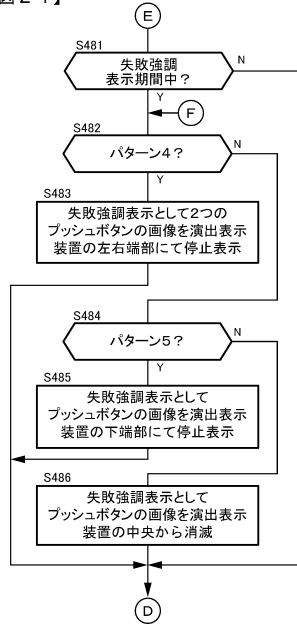 E
S481
失敗強調
表示期間中？
N
Y
F
S482
パターン４？
N
Y
S483
失敗強調表示として２つの
プッシュボタンの画像を演出表示
装置の左右端部にて停止表示
S484
パターン５？
N
Y
S485
失敗強調表示として
プッシュボタンの画像を演出表示
装置の下端部にて停止表示
S486
失敗強調表示として
プッシュボタンの画像を演出表示
装置の中央から消滅
D